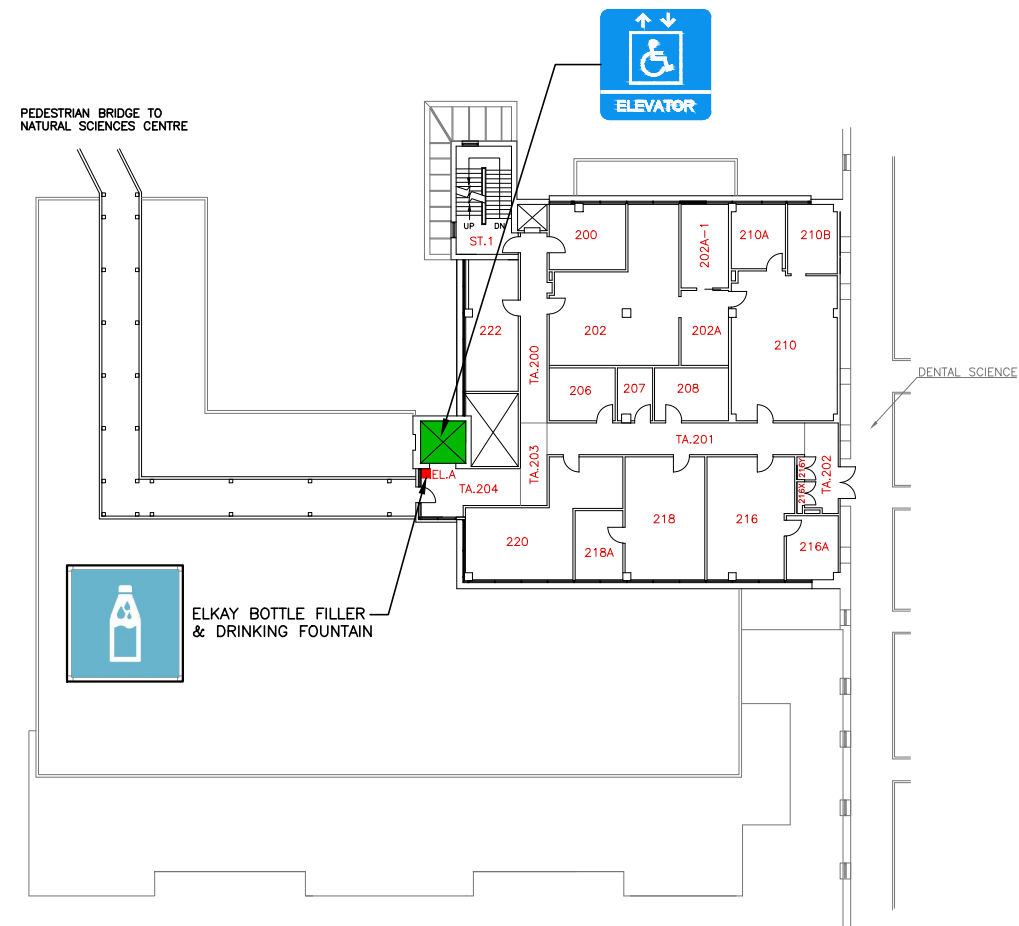 ELEVATOR
PEDESTRIAN BRIDGE TO
NATURAL SCIENCES CENTRE
UP DN
ST.1
200
202A-1
210A
210B
222
202
202A
210
TA.200
206
207
208
DENTAL SCIENCE
TA.201
EL.A
TA.204
TA.203
216Y
216X
TA.202
220
218A
218
216
216A
ELKAY BOTTLE FILLER
& DRINKING FOUNTAIN